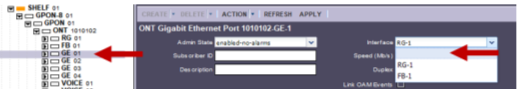 SHELF 01
GPON-8 01
GPON 01
ONT 1010102
RG 01
FB 01
GE 01
GE 02
GE 03
GE 04
VOICE 01
CREATE DELETE ACTION REFRESH APPLY
ONT Gigabit Ethernet Port 1010102-GE-1
Admin State enabled-no-alarms
Subscriber ID
Description
Interface RG-1
Speed (Mb/s)
RG-1
Duplex
FB-1
Link OAM Events